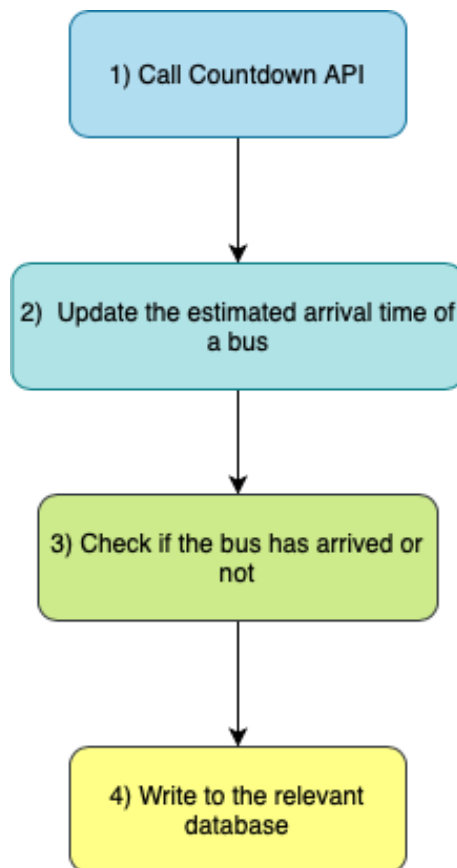 1) Call Countdown API
2)  Update the estimated arrival time of
a bus
3) Check if the bus has arrived or
not
4) Write to the relevant
database